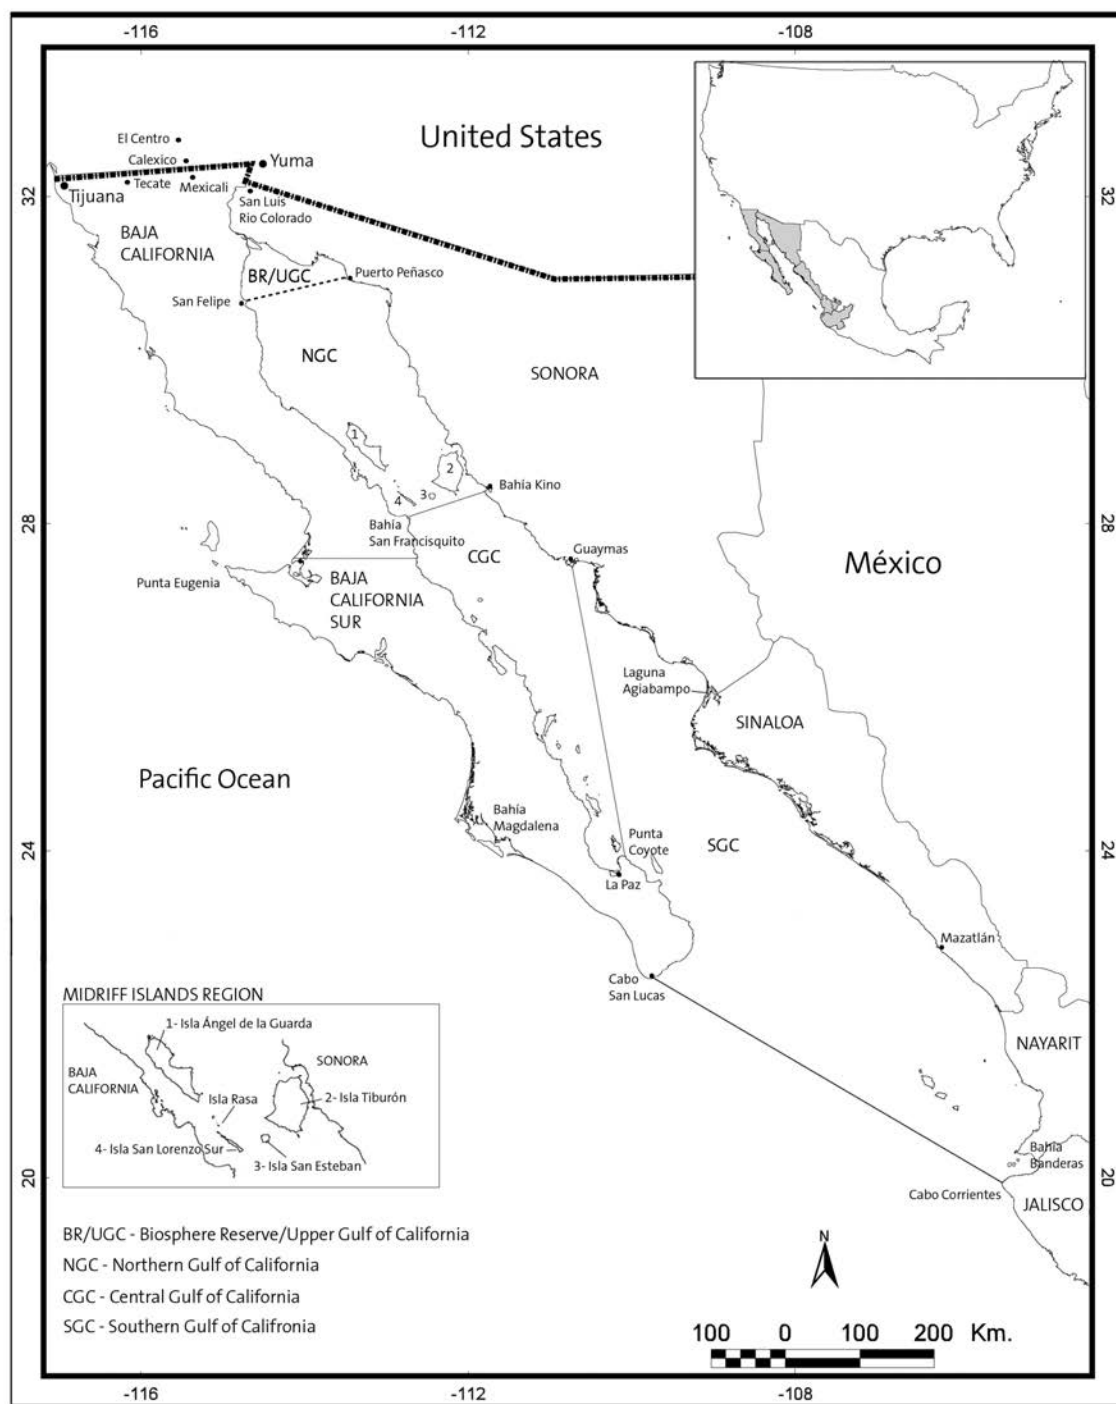 -116 -112 -108
United States
El Centro
Calexico
Yuma
Tijuana
Tecate
Mexicali
San Luis
Rio Colorado
32 32
BAJA
CALIFORNIA
BR/UGC
Puerto Peñasco
San Felipe
NGC
SONORA
1
2
3
4
Bahía Kino
28 28
Bahía
San Francisquito
CGC
Guaymas
México
Punta Eugenia
BAJA
CALIFORNIA
SUR
Laguna
Agiabampo
SINALOA
Pacific Ocean
Bahía
Magdalena
Punta
Coyote
SGC
24 24
La Paz
Mazatlán
Cabo
San Lucas
MIDRIFF ISLANDS REGION
1- Isla Ángel de la Guarda
SONORA
BAJA
CALIFORNIA
Isla Rasa
2- Isla Tiburón
4- Isla San Lorenzo Sur
3- Isla San Esteban
NAYARIT
Bahía
Banderas
20 20
Cabo Corrientes
JALISCO
BR/UGC - Biosphere Reserve/Upper Gulf of California
NGC - Northern Gulf of California
CGC - Central Gulf of California
SGC - Southern Gulf of Califronia
N
100 0 100 200 Km.
-116 -112 -108